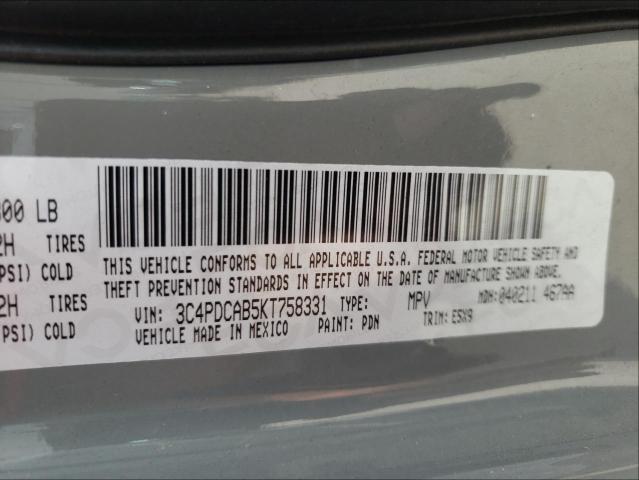 300 LB
2H TIRES
PSI) COLD
2H TIRES
PSI) COLD
THIS VEHICLE CONFORMS TO ALL APPLICABLE U.S.A. FEDERAL MOTOR VEHICLE SAFETY AND
THEFT PREVENTION STANDARDS IN EFFECT ON THE DATE OF MANUFACTURE SHOWN ABOVE.
VIN: 3C4PDCAB5KT758331 TYPE: MPV MDH: 040211 467AA
VEHICLE MADE IN MEXICO PAINT: PDN TRIM: E5X9